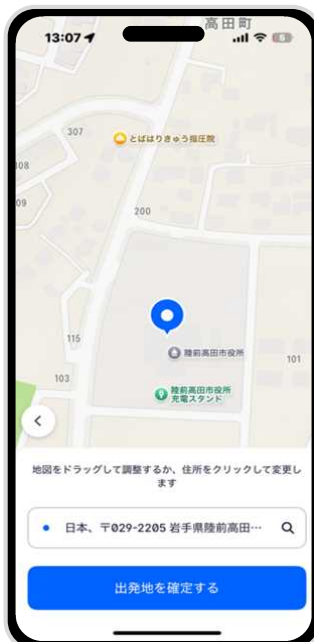 高田町
13:07
5
307
とばはりきゅう指圧院
108
09
200
陸前高田市役所
115
101
103
陸前高田市役所
充電スタンド
地図をドラッグして調整するか、住所をクリックして変更し
ます
日本、〒029-2205 岩手県陸前高田…
出発地を確定する